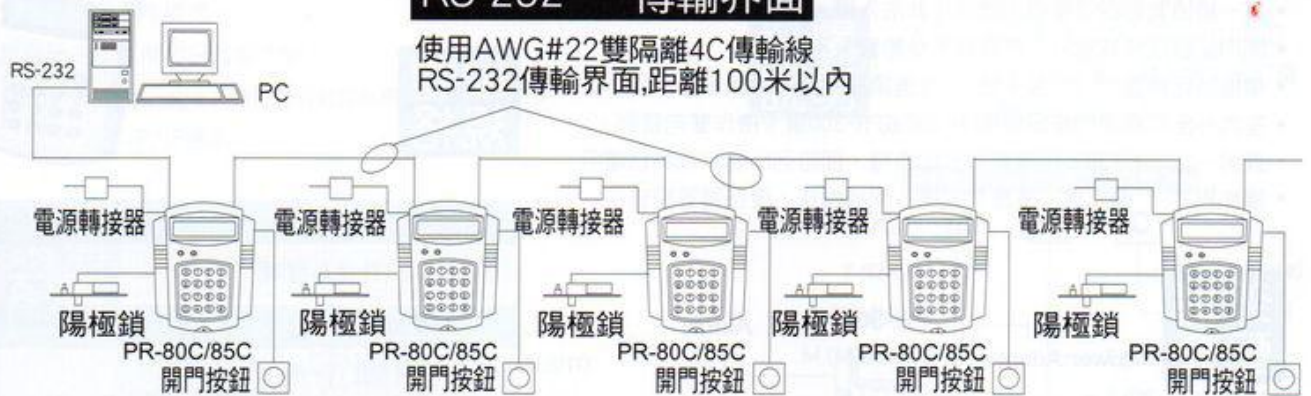 RS-232 傳輸界面
使用AWG#22雙隔離4C傳輸線
RS-232傳輸界面,距離100米以內
RS-232
PC
電源轉接器 電源轉接器 電源轉接器 電源轉接器 電源轉接器
陽極鎖 陽極鎖 陽極鎖 陽極鎖 陽極鎖
PR-80C/85C PR-80C/85C PR-80C/85C PR-80C/85C PR-80C/85C
開門按鈕 開門按鈕 開門按鈕 開門按鈕 開門按鈕